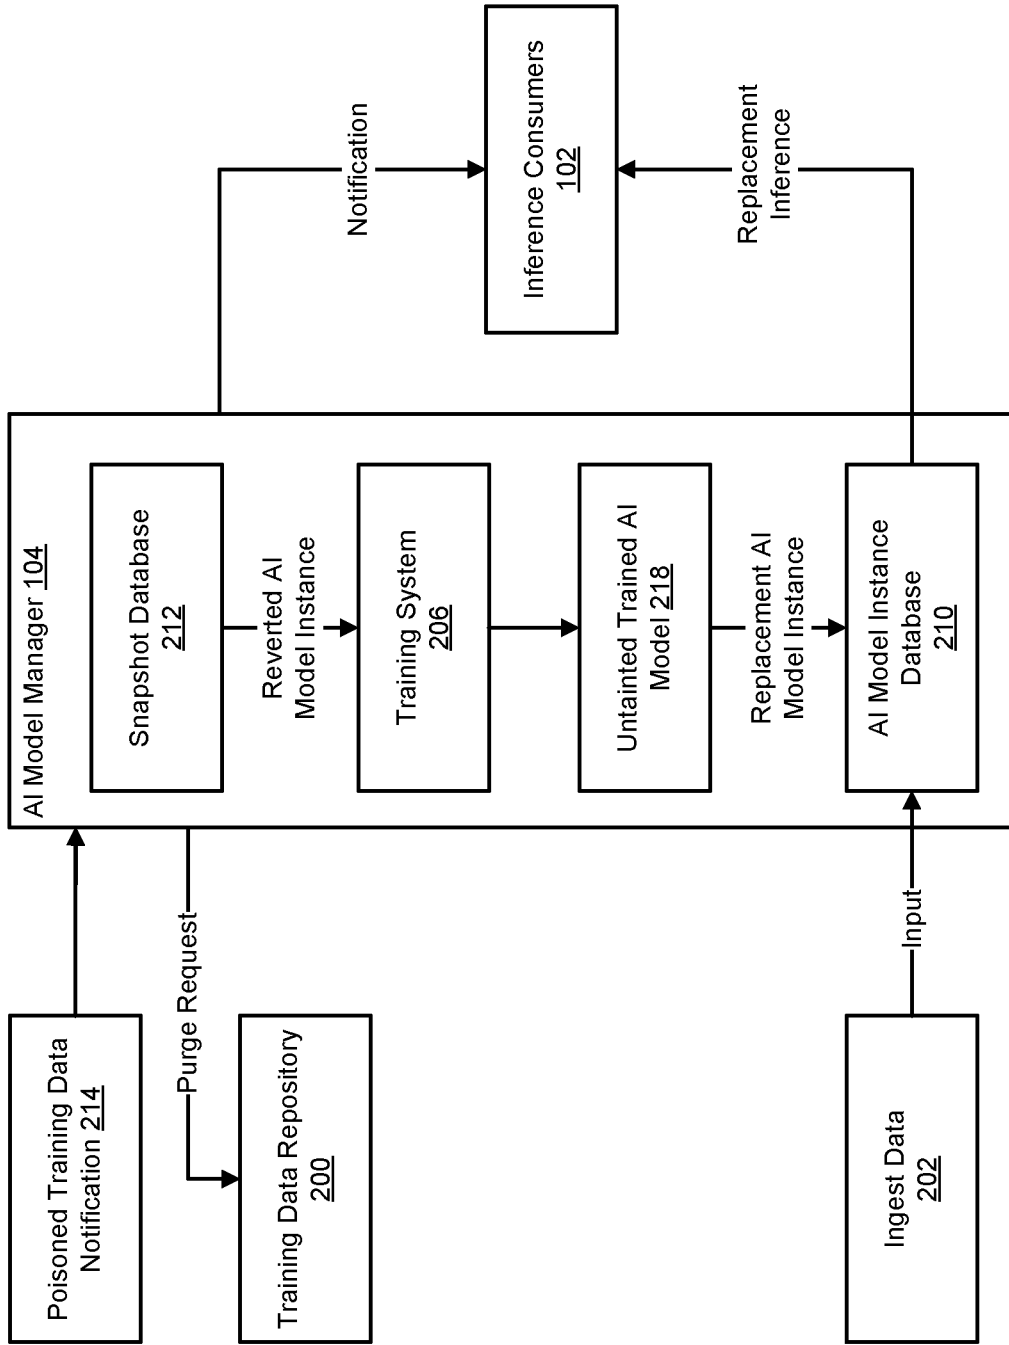 Poisoned Training Data
Notification 214
Purge Request
Training Data Repository
200
Ingest Data
202
Input
AI Model Manager 104
Snapshot Database
212
Reverted AI
Model Instance
Training System
206
Untainted Trained AI
Model 218
Replacement AI
Model Instance
AI Model Instance
Database
210
Notification
Inference Consumers
102
Replacement
Inference